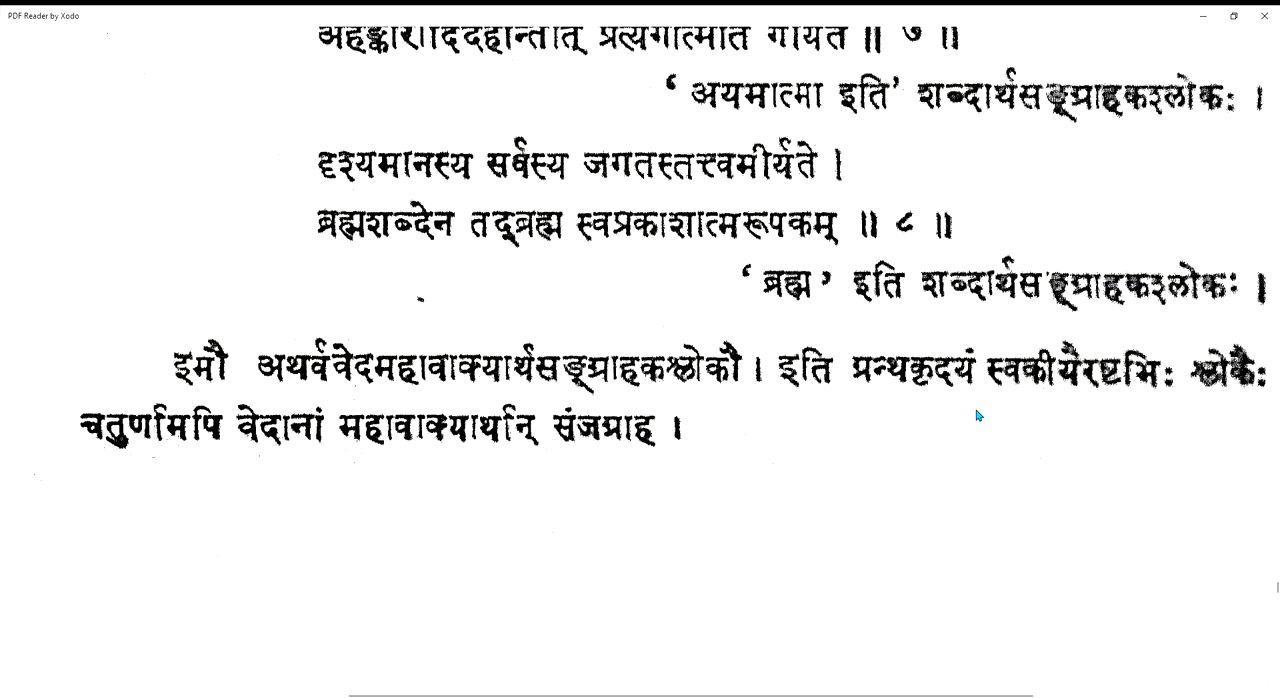 PDF Reader by Xodo
अहङ्कारादिदेहान्तात् प्रत्यगात्मेति गीयते ॥ ७ ॥
‘ अयमात्मा इति’ शब्दार्थसङ्ग्राहकश्लोकः ।
दृश्यमानस्य सर्वस्य जगतस्तत्त्वमीर्यते ।
ब्रह्मशब्देन तद्ब्रह्म स्वप्रकाशात्मरूपकम् ॥ ८ ॥
‘ ब्रह्म ’ इति शब्दार्थसङ्ग्राहकश्लोकः ।
इमौ अथर्ववेदमहावाक्यार्थसङ्ग्राहकश्लोकौ । इति ग्रन्थकृदयं स्वकीयैरष्टभिः श्लोकैः
चतुर्णामपि वेदानां महावाक्यार्थान् संजग्राह ।